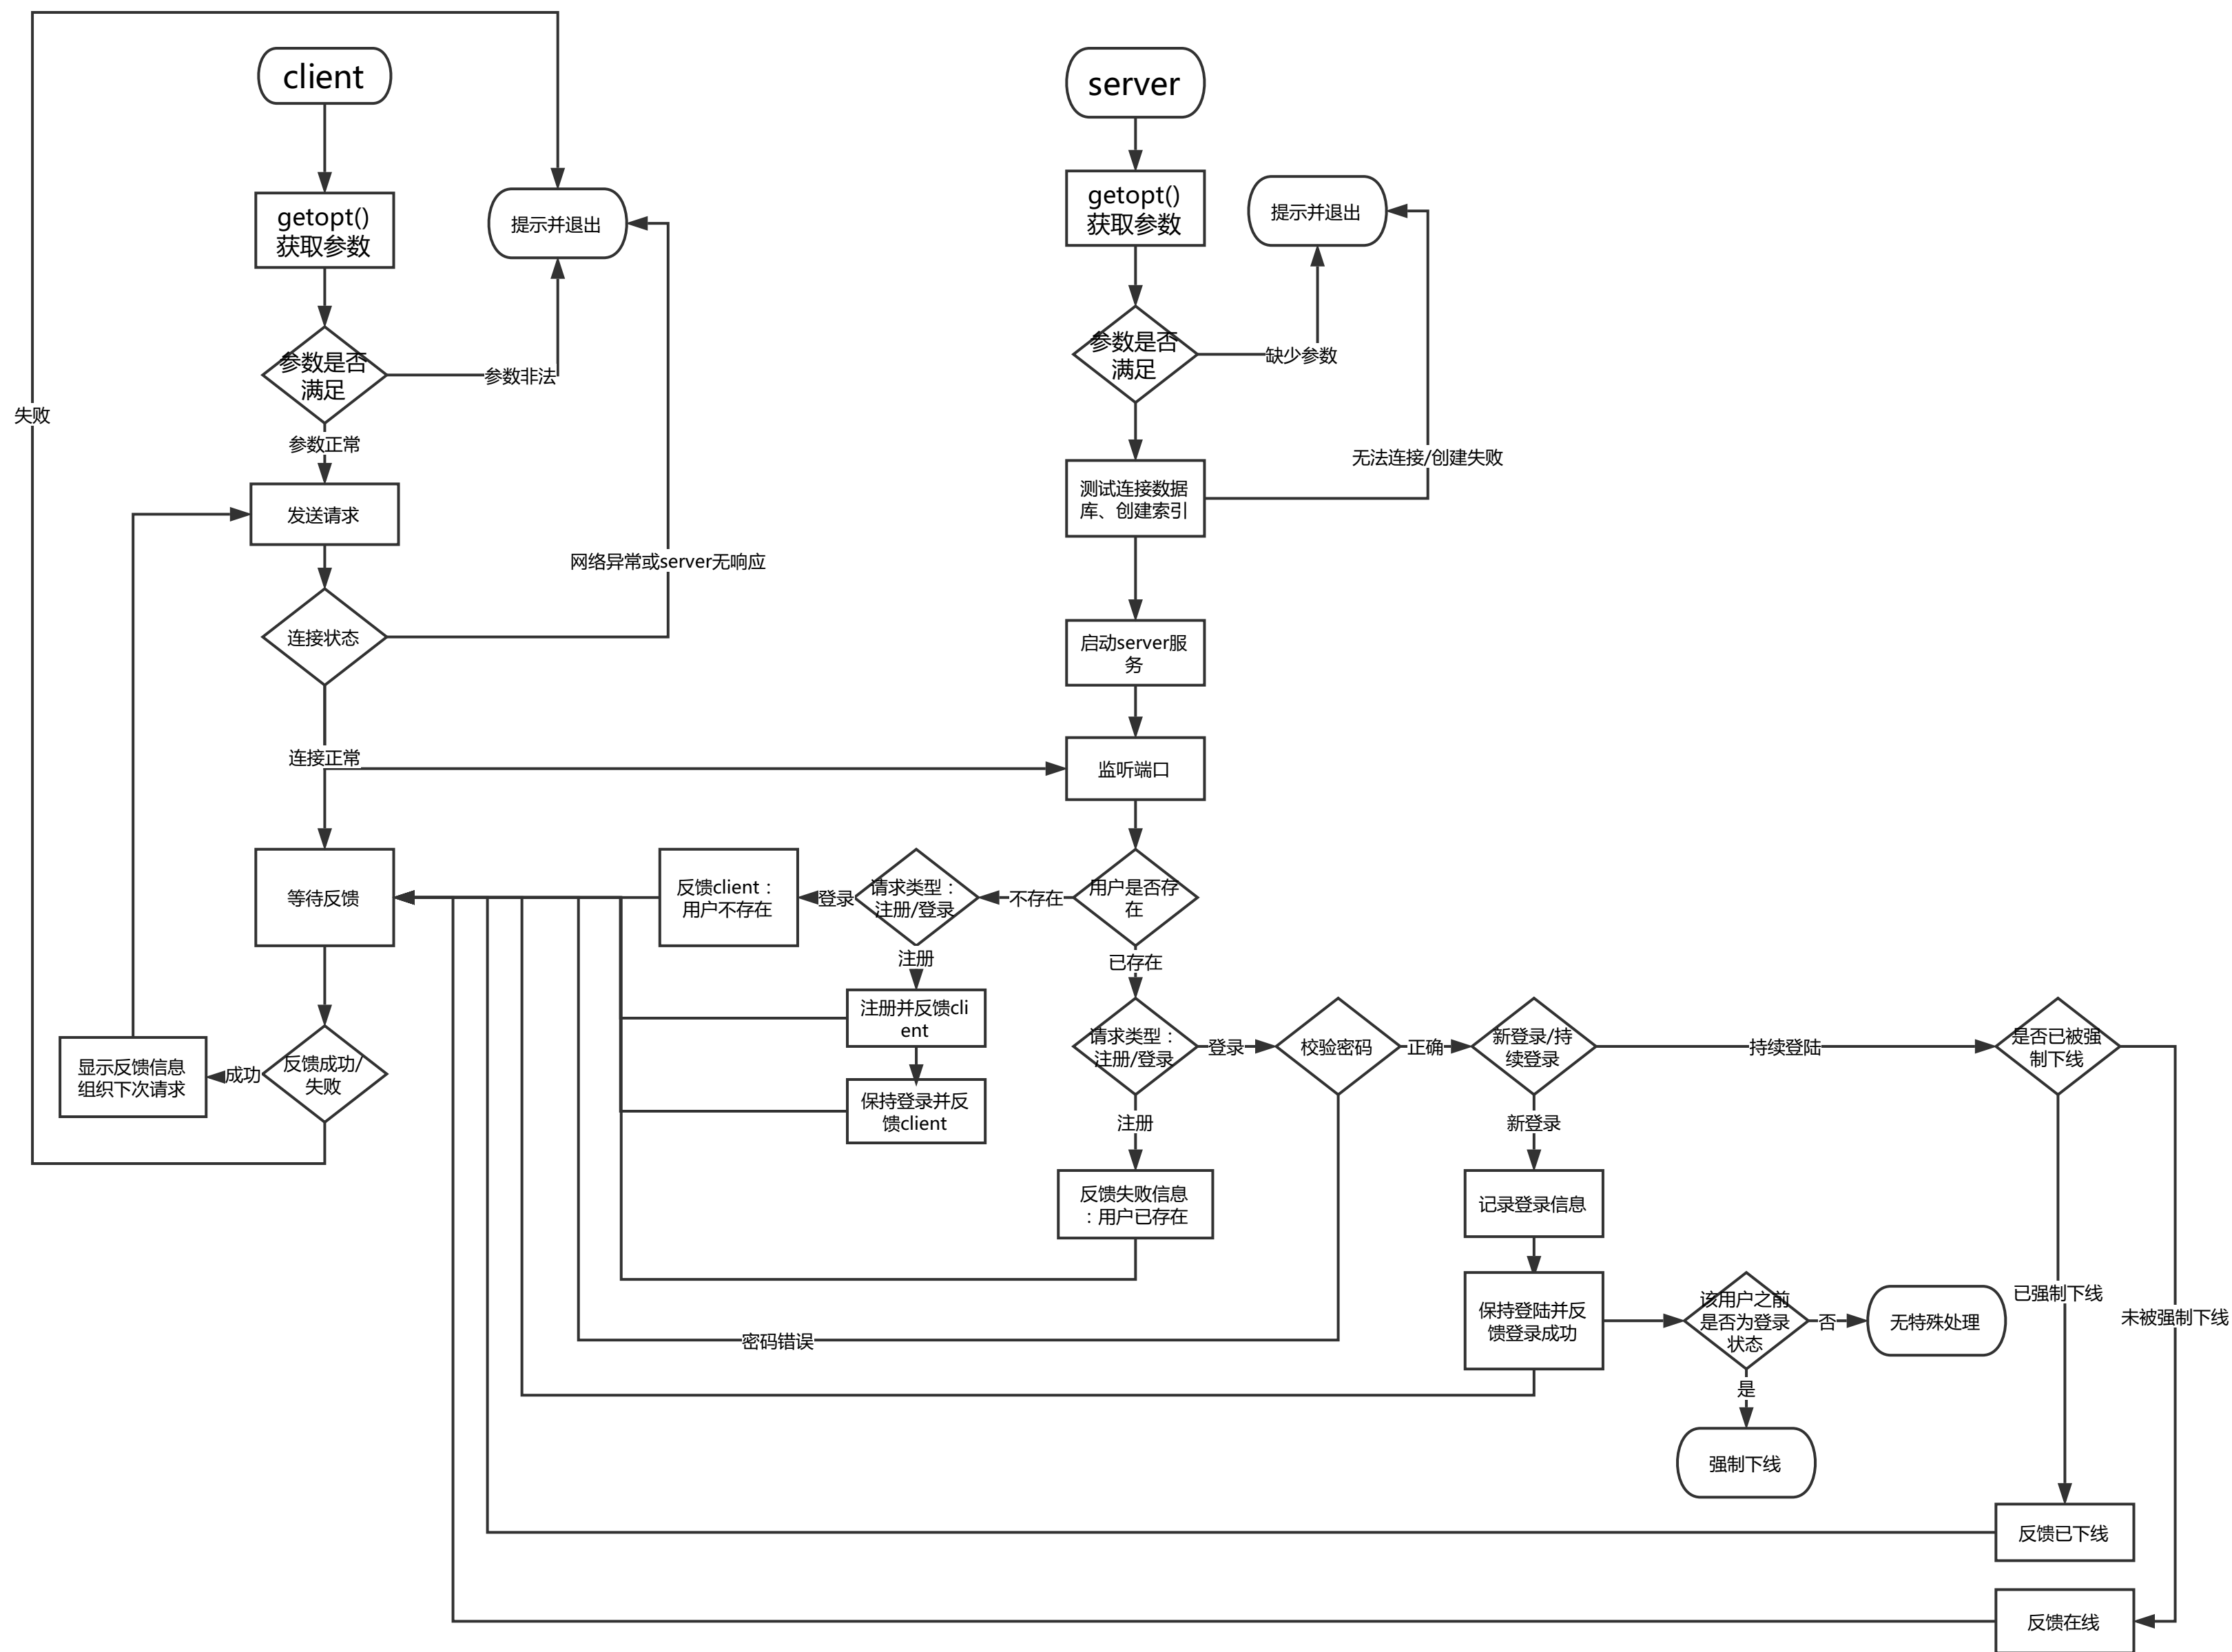 client
server
getopt()
获取参数
提示并退出
getopt()
获取参数
提示并退出
参数是否
满足
参数非法
参数是否
满足
缺少参数
失败
参数正常
无法连接/创建失败
发送请求
测试连接数据
库、创建索引
网络异常或server无响应
连接状态
启动server服
务
连接正常
监听端口
等待反馈
反馈client：
用户不存在
登录
请求类型：
注册/登录
不存在
用户是否存
在
注册
已存在
注册并反馈cli
ent
请求类型：
注册/登录
登录
校验密码
正确
新登录/持
续登录
持续登陆
是否已被强
制下线
显示反馈信息
组织下次请求
成功
反馈成功/
失败
保持登录并反
馈client
注册
新登录
反馈失败信息
：用户已存在
记录登录信息
已强制下线
未被强制下线
保持登陆并反
馈登录成功
该用户之前
是否为登录
状态
否
无特殊处理
密码错误
是
强制下线
反馈已下线
反馈在线